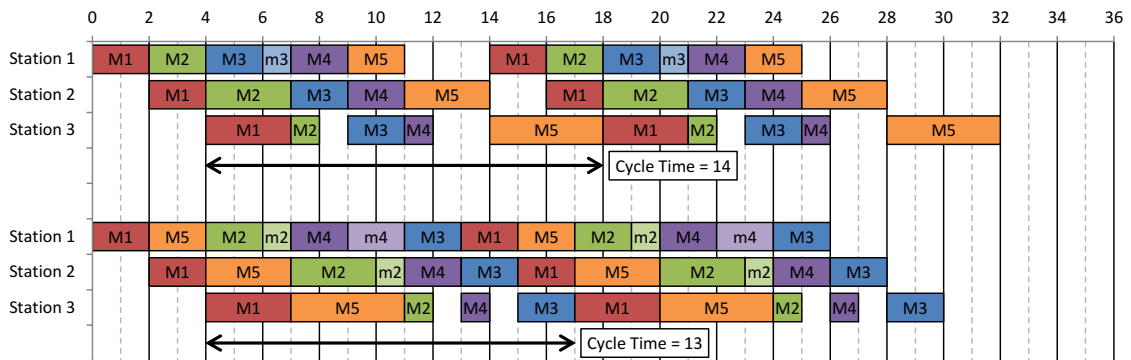 0 2 4 6 8 10 12 14 16 18 20 22 24 26 28 30 32 34 36
Station 1 M1 M2 M3 m3 M4 M5 M1 M2 M3 m3 M4 M5
Station 2 M1 M2 M3 M4 M5 M1 M2 M3 M4 M5
Station 3 M1 M2 M3 M4 M5 M1 M2 M3 M4 M5
Cycle Time = 14
Station 1 M1 M5 M2 m2 M4 m4 M3 M1 M5 M2 m2 M4 m4 M3
Station 2 M1 M5 M2 m2 M4 M3 M1 M5 M2 m2 M4 M3
Station 3 M1 M5 M2 M4 M3 M1 M5 M2 M4 M3
Cycle Time = 13